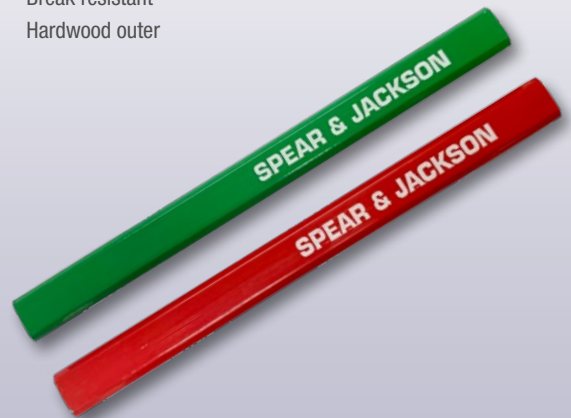 Break resistant
Hardwood outer
SPEAR & JACKSON
SPEAR & JACKSON